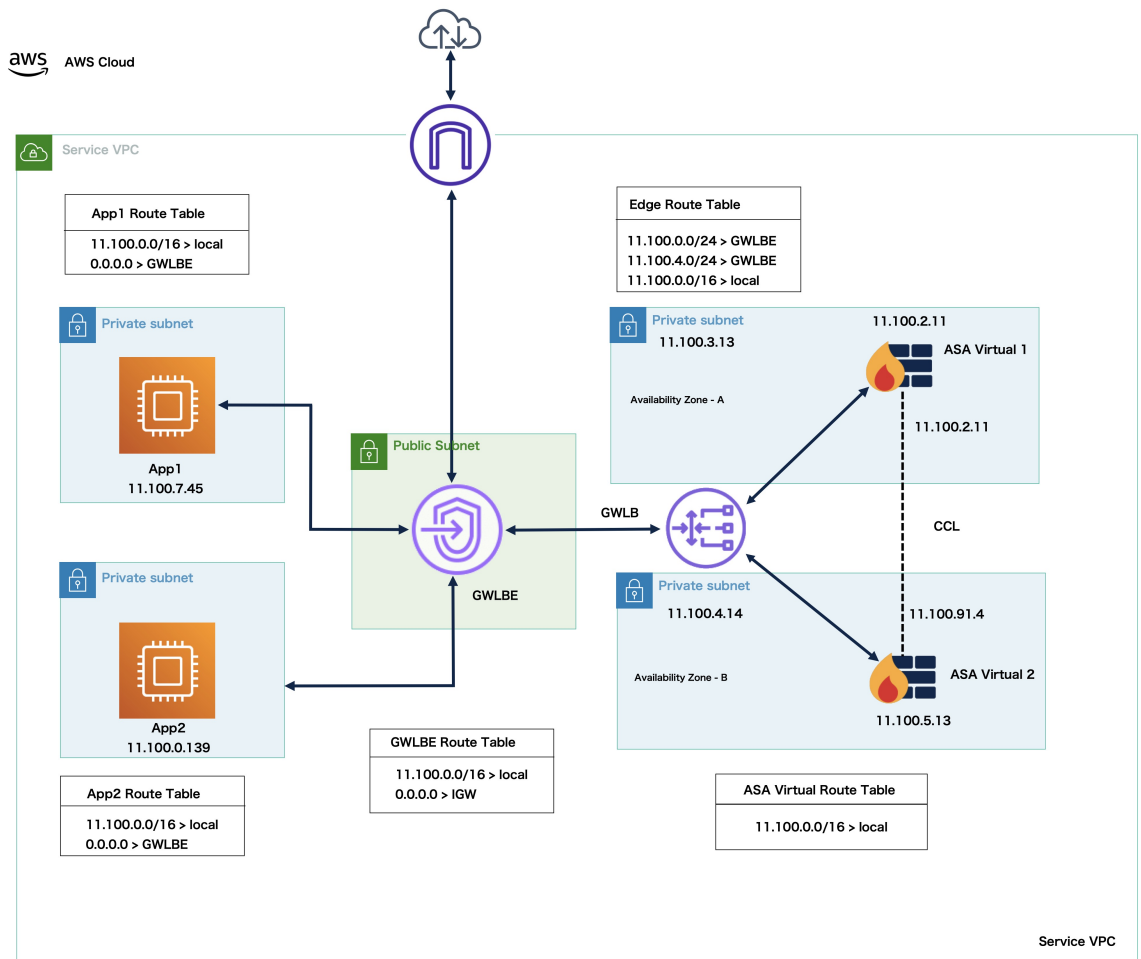 aws
AWS Cloud
Service VPC
App1 Route Table
11.100.0.0/16 > local
0.0.0.0 > GWLBE
Edge Route Table
11.100.0.0/24 > GWLBE
11.100.4.0/24 > GWLBE
11.100.0.0/16 > local
Private subnet
App1
11.100.7.45
Private subnet
11.100.3.13
Availability Zone - A
11.100.2.11
ASA Virtual 1
11.100.2.11
Public Subnet
GWLBE
GWLB
CCL
Private subnet
App2
11.100.0.139
Private subnet
11.100.4.14
Availability Zone - B
11.100.91.4
ASA Virtual 2
11.100.5.13
GWLBE Route Table
11.100.0.0/16 > local
0.0.0.0 > IGW
App2 Route Table
11.100.0.0/16 > local
0.0.0.0 > GWLBE
ASA Virtual Route Table
11.100.0.0/16 > local
Service VPC